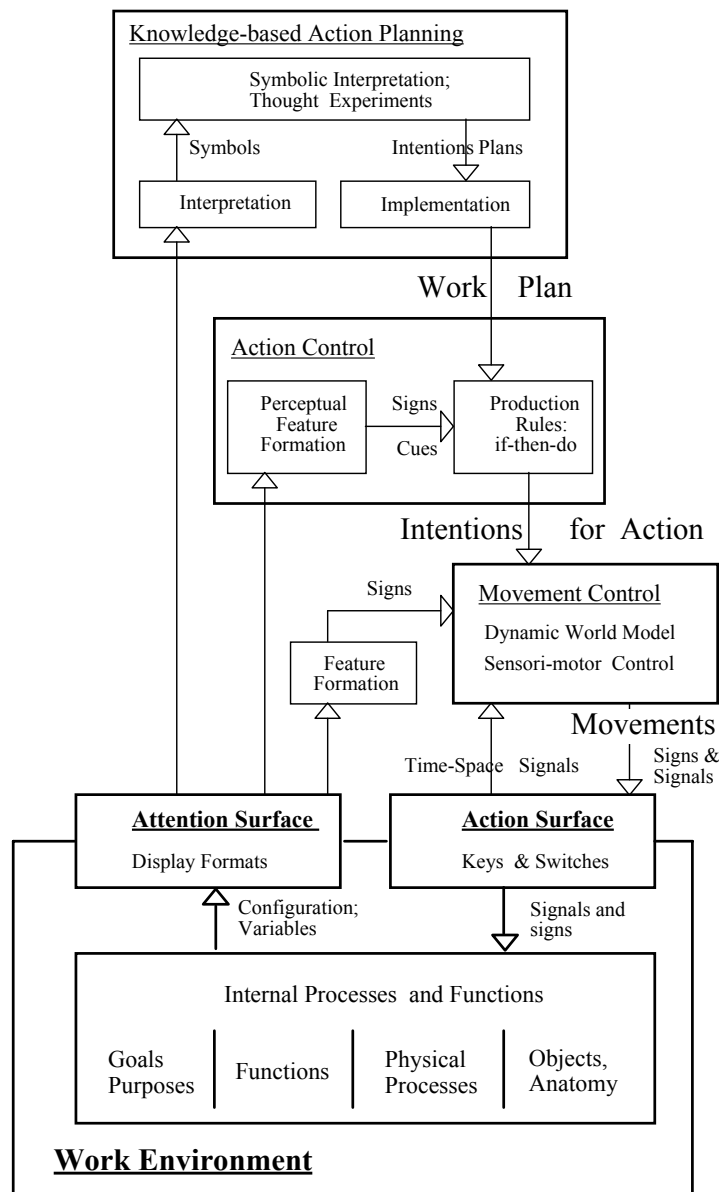 Knowledge-based Action Planning
Symbolic Interpretation;
Thought Experiments
Symbols
Intentions Plans
Interpretation
Implementation
Work Plan
Action Control
Perceptual
Feature
Formation
Signs
Cues
Production
Rules:
if-then-do
Intentions for Action
Signs
Movement Control
Dynamic World Model
Sensori-motor Control
Feature
Formation
Movements
Time-Space Signals
Signs &
Signals
Attention Surface
Display Formats
Action Surface
Keys & Switches
Configuration;
Variables
Signals and
signs
Internal Processes and Functions
Goals
Purposes
Functions
Physical
Processes
Objects,
Anatomy
Work Environment